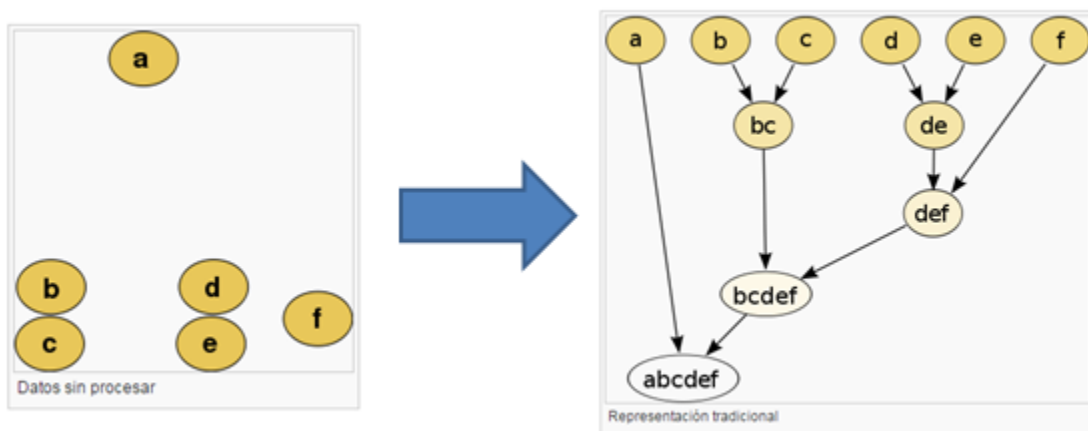 a
b
d
c
e
f
Datos sin procesar
a b c d e f
bc de
def
bcdef
abcdef
Representación tradicional